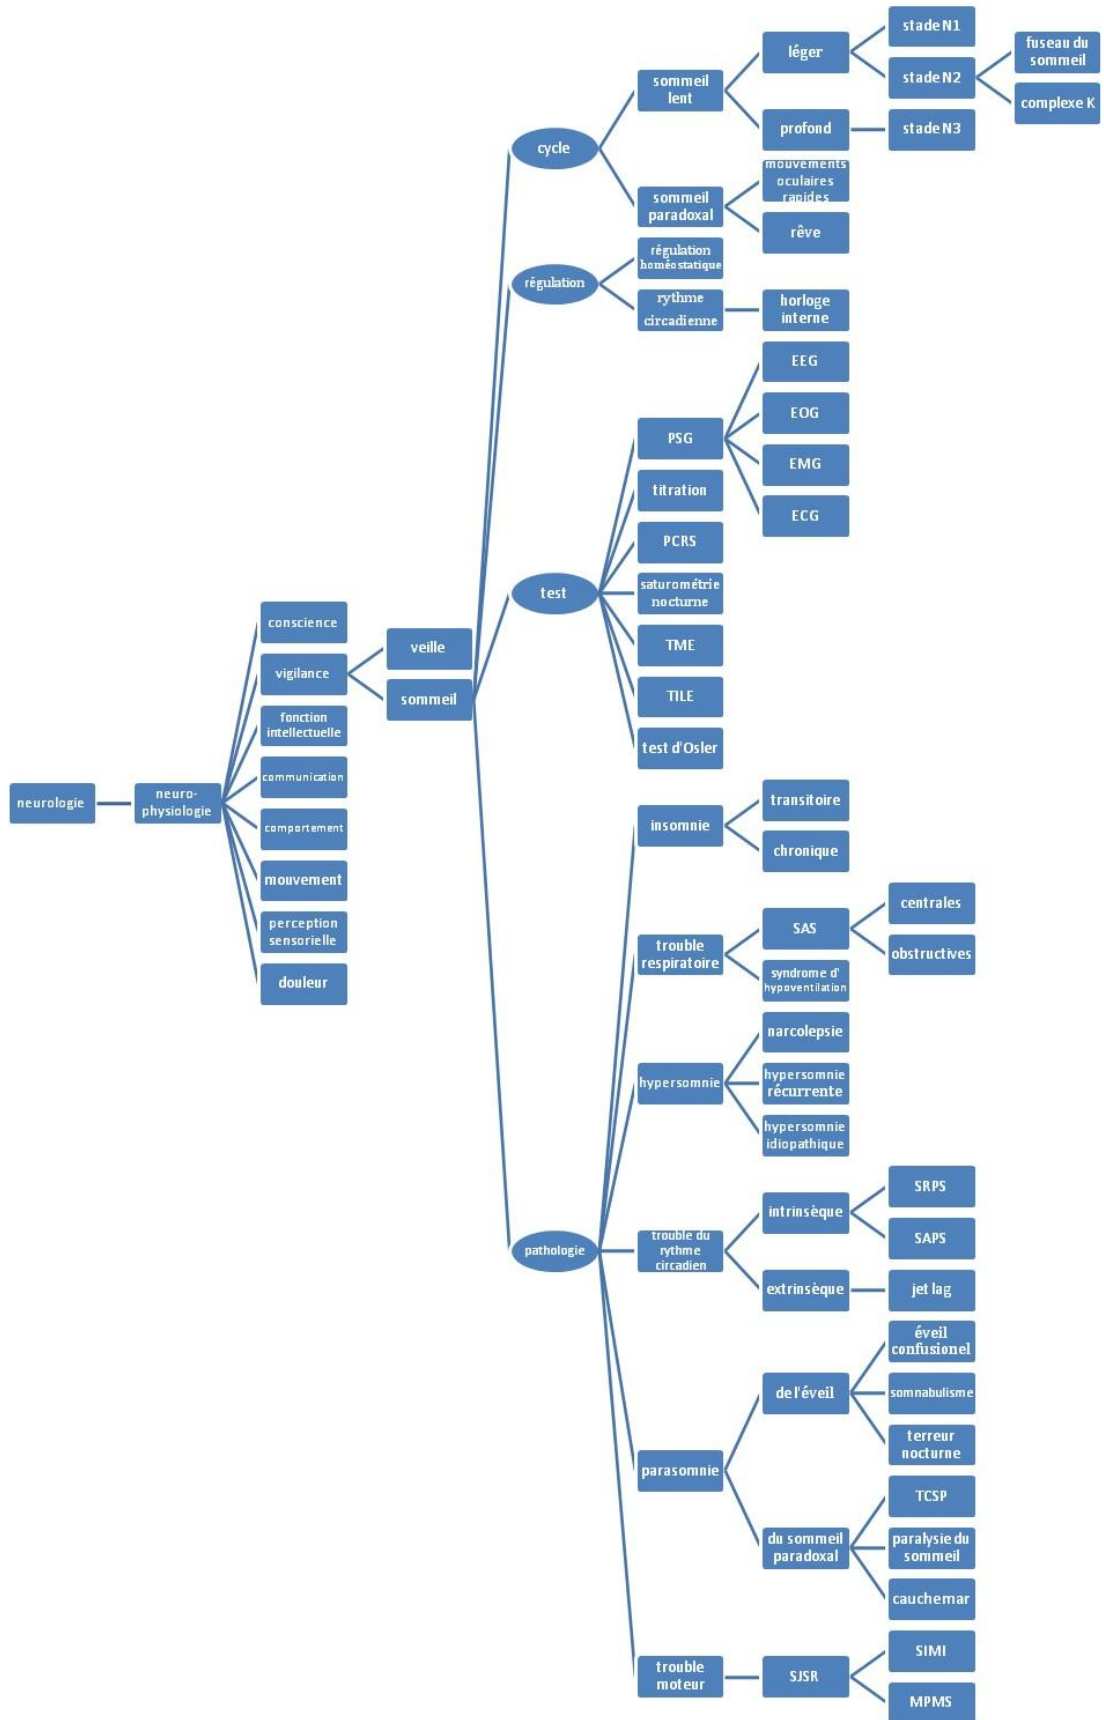 neurologie
neuro-
physiologie
conscience
vigilance
fonction
intellectuelle
communication
comportement
mouvement
perception
sensorielle
douleur
veille
sommeil
cycle
sommeil
lent
léger
stade N1
stade N2
fuseau du
sommeil
complexe K
profond
stade N3
sommeil
paradoxal
mouvements
oculaires
rapides
rêve
régulation
régulation
homéostatique
rythme
circadienne
horloge
interne
test
PSG
EEG
EOG
EMG
ECG
titration
PCRS
saturométrie
nocturne
TME
TILE
test d'Osler
pathologie
insomnie
transitoire
chronique
trouble
respiratoire
SAS
centrales
obstructives
syndrome d'
hypoventilation
hypersomnie
narcolepsie
hypersomnie
récurrente
hypersomnie
idiopathique
trouble du
rythme
circadien
intrinsèque
SRPS
SAPS
extrinsèque
jet lag
parasomnie
de l'éveil
éveil
confusionel
somnabulisme
terreur
nocturne
du sommeil
paradoxal
TCSP
paralysie du
sommeil
cauchemar
trouble
moteur
SJSR
SIMI
MPMS